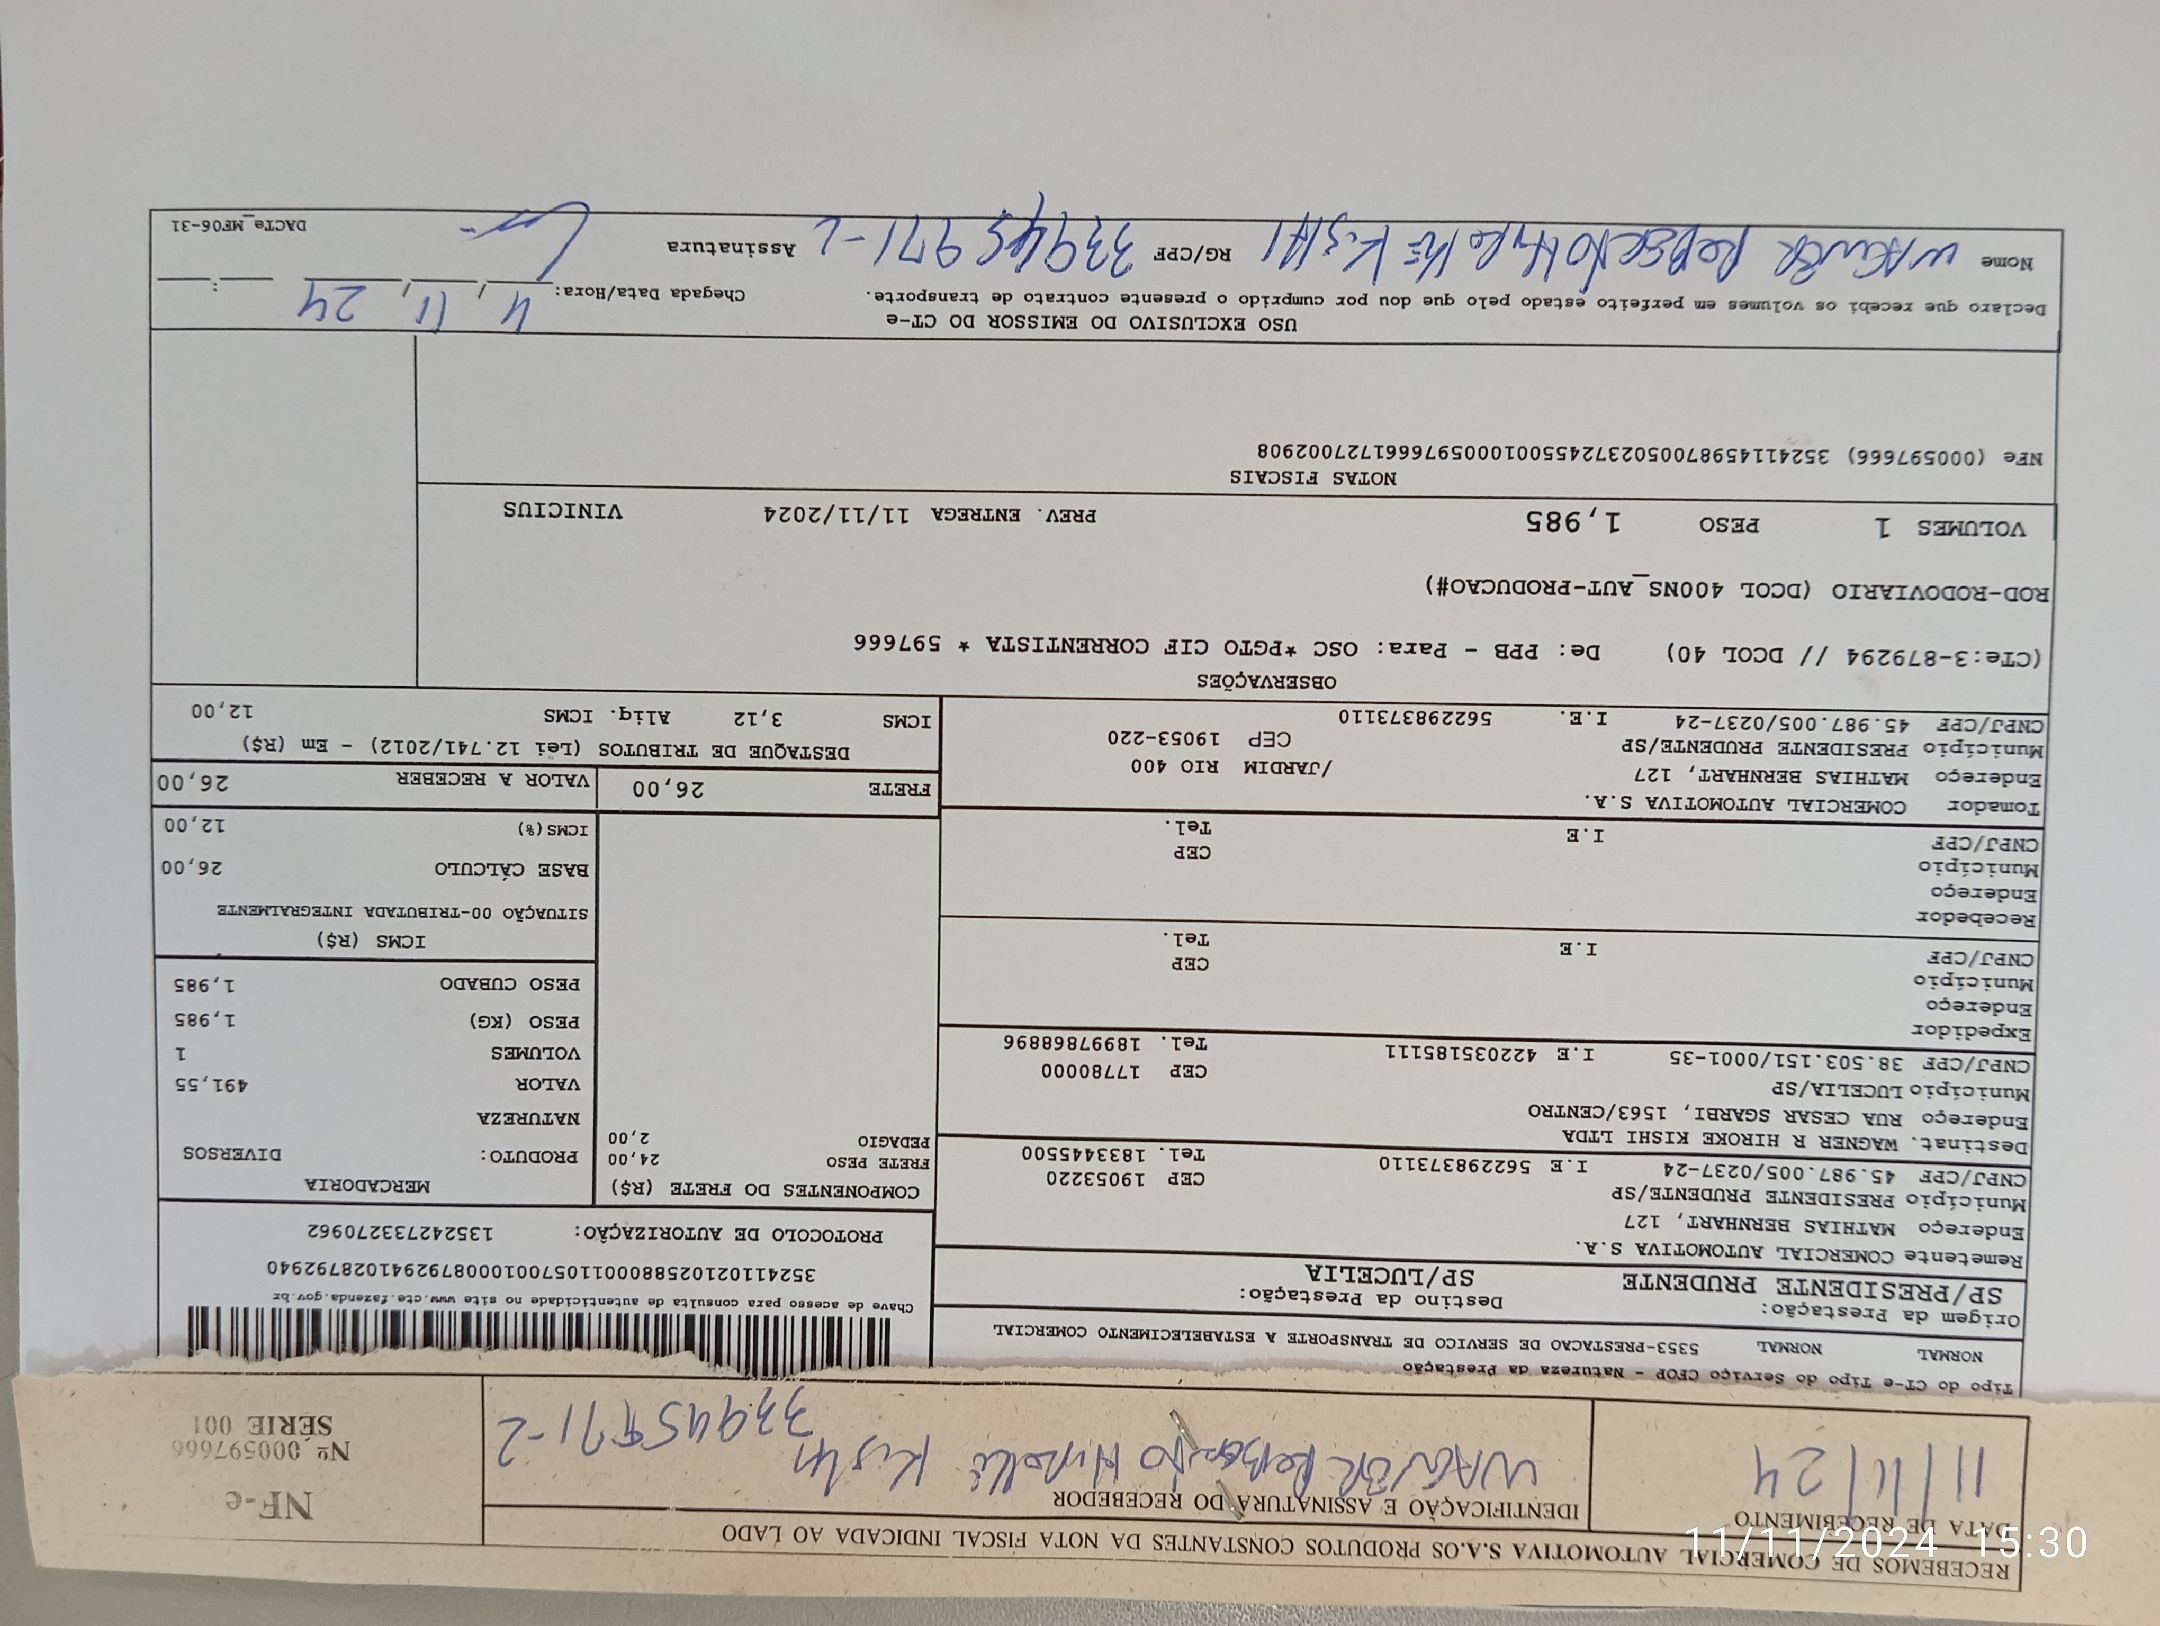 RECEBEMOS DE COMERCIAL AUTOMOTIVA S.A.OS PRODUTOS CONSTANTES DA NOTA FISCAL INDICADA AO LADO
DATA DE RECEBIMENTO
11/11/24
IDENTIFICAÇÃO E ASSINATURA DO RECEBEDOR
WAGNER Hiroki Kishi
33945971-2
NF-e
Nº 000597666
SÉRIE 001
Tipo do CT-e Tipo do Serviço CFOP - Natureza da Prestação
NORMAL NORMAL 5353-PRESTACAO DE SERVICO DE TRANSPORTE A ESTABELECIMENTO COMERCIAL
Origem da Prestação: Destino da Prestação:
SP/PRESIDENTE PRUDENTE SP/LUCELIA
Chave de acesso para consulta de autenticidade no site www.cte.fazenda.gov.br
35241102102588000110570010008792941028792940
PROTOCOLO DE AUTORIZAÇÃO: 135242733270962
Remetente COMERCIAL AUTOMOTIVA S.A.
Endereço MATHIAS BERNHART, 127
Município PRESIDENTE PRUDENTE/SP CEP 19053220
CNPJ/CPF 45.987.005/0237-24 I.E 562298373110 Tel. 183445500
Destinat. WAGNER R HIROKE KISHI LTDA
Endereço RUA CESAR SGARBI, 1563/CENTRO
Município LUCELIA/SP CEP 17780000
CNPJ/CPF 38.503.151/0001-35 I.E 422035185111 Tel. 18997868896
Expedidor
Endereço
Município CEP
CNPJ/CPF I.E Tel.
Recebedor
Endereço
Município CEP
CNPJ/CPF I.E Tel.
Tomador COMERCIAL AUTOMOTIVA S.A.
Endereço MATHIAS BERNHART, 127 /JARDIM RIO 400
Município PRESIDENTE PRUDENTE/SP CEP 19053-220
CNPJ/CPF 45.987.005/0237-24 I.E. 562298373110
COMPONENTES DO FRETE (R$)
FRETE PESO 24,00
PEDAGIO 2,00
MERCADORIA
PRODUTO: DIVERSOS
NATUREZA
VALOR 491,55
VOLUMES 1
PESO (KG) 1,985
PESO CUBADO 1,985
ICMS (R$)
SITUAÇÃO 00-TRIBUTADA INTEGRALMENTE
BASE CÁLCULO 26,00
ICMS(%) 12,00
FRETE 26,00 VALOR A RECEBER 26,00
DESTAQUE DE TRIBUTOS (Lei 12.741/2012) - Em (R$)
ICMS 3,12 Aliq. ICMS 12,00
OBSERVAÇÕES
(CTe:3-879294 // DCOL 40) De: PPB - Para: OSC *PGTO CIF CORRENTISTA * 597666
ROD-RODOVIARIO (DCOL 400NS_AUT-PRODUCAO#)
VOLUMES 1 PESO 1,985 PREV. ENTREGA 11/11/2024 VINICIUS
NOTAS FISCAIS
NFe (000597666) 35241145987005023724550010005976661727002908
USO EXCLUSIVO DO EMISSOR DO CT-e
Declaro que recebi os volumes em perfeito estado pelo que dou por cumprido o presente contrato de transporte.
Chegada Data/Hora: 11, 11, 24 :
Nome WAGNER RG/CPF 33945971-2 Assinatura
DACTe_MF06-31
11/11/2024 15:30